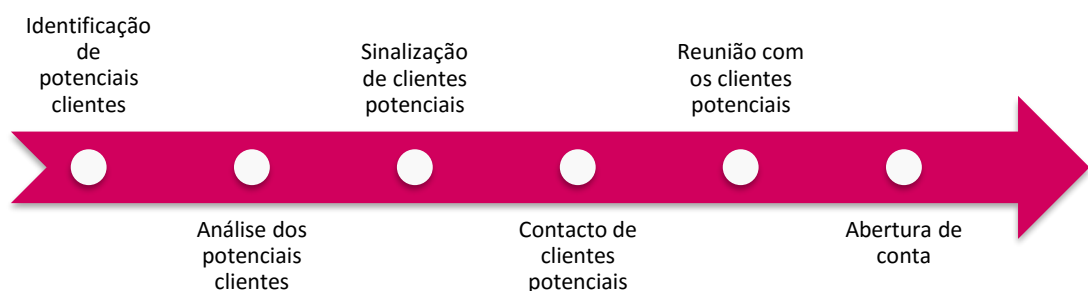 Identificação
de
potenciais
clientes
Análise dos
potenciais
clientes
Sinalização
de clientes
potenciais
Contacto de
clientes
potenciais
Reunião com
os clientes
potenciais
Abertura de
conta